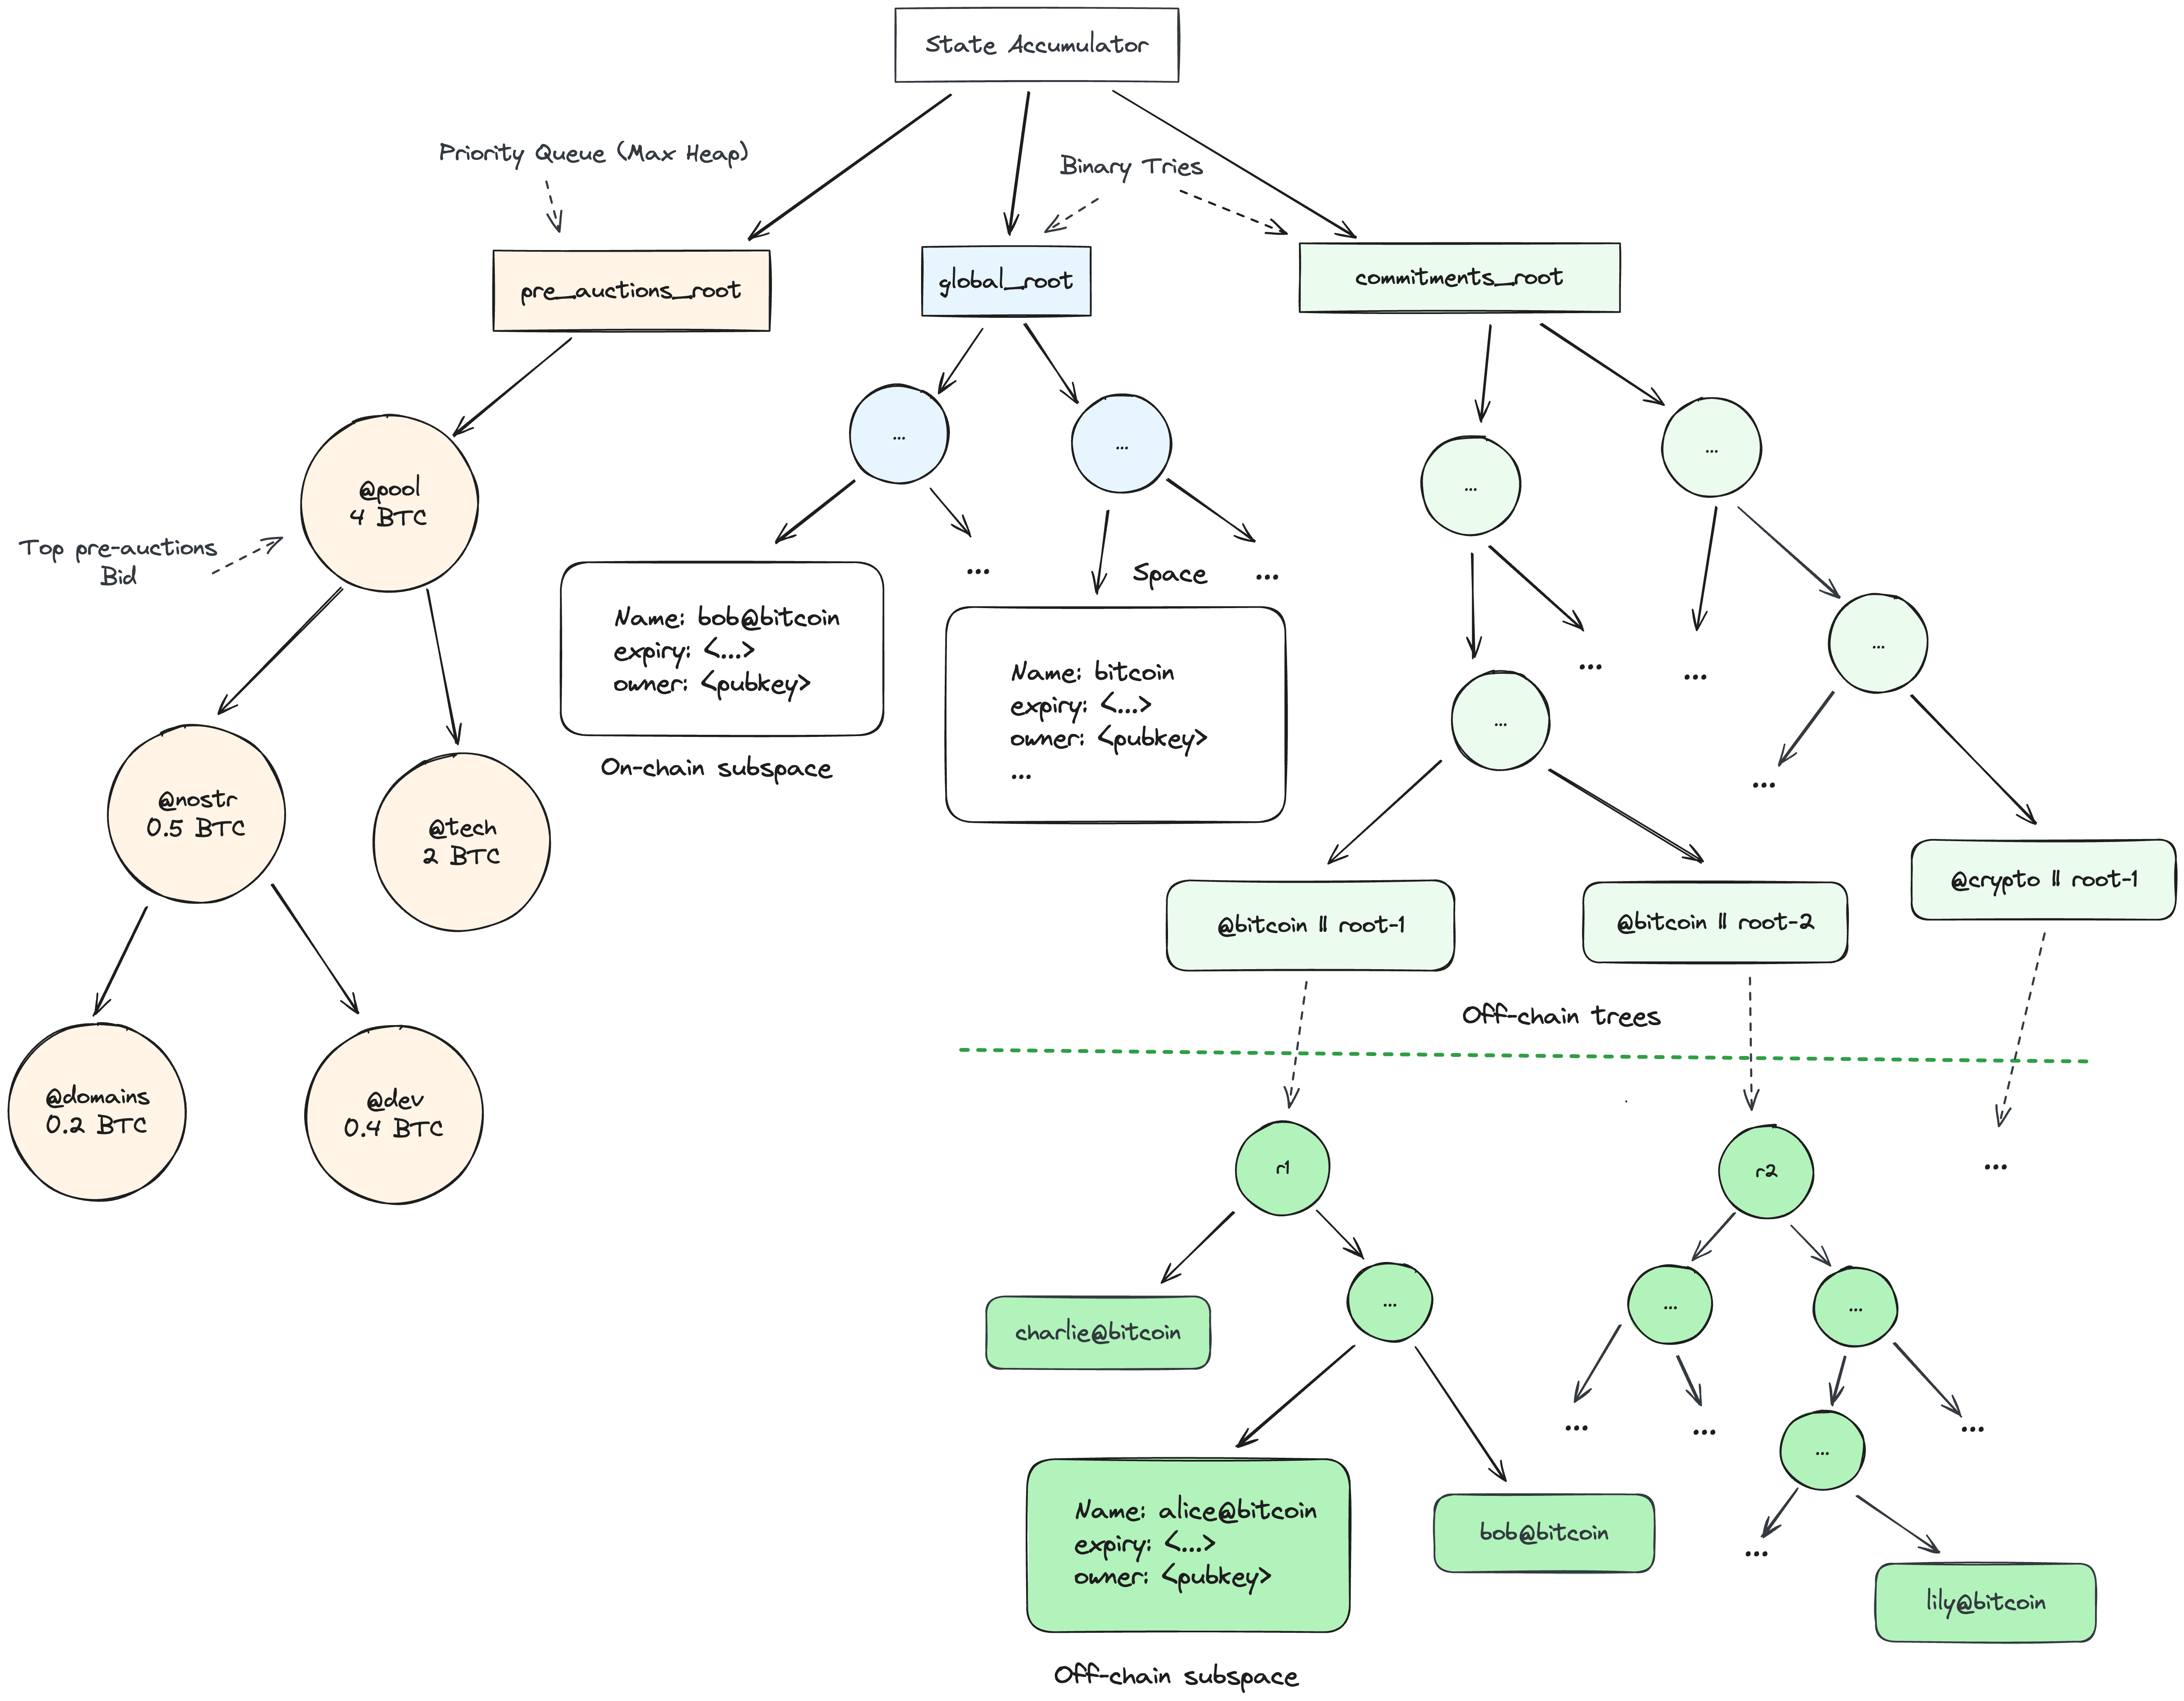 State Accumulator
Priority Queue (Max Heap)
Binary Tries
pre_auctions_root
global_root
commitments_root
...
...
...
...
@pool
4 BTC
Top pre-auctions
Bid
...
Space
...
Name: bob@bitcoin
expiry: <...>
owner: <pubkey>
On-chain subspace
Name: bitcoin
expiry: <...>
owner: <pubkey>
...
...
...
...
...
...
@nostr
0.5 BTC
@tech
2 BTC
@bitcoin || root-1
@bitcoin || root-2
@crypto || root-1
Off-chain trees
@domains
0.2 BTC
@dev
0.4 BTC
r1
r2
...
charlie@bitcoin
...
...
...
...
...
...
...
Name: alice@bitcoin
expiry: <...>
owner: <pubkey>
bob@bitcoin
...
lily@bitcoin
Off-chain subspace